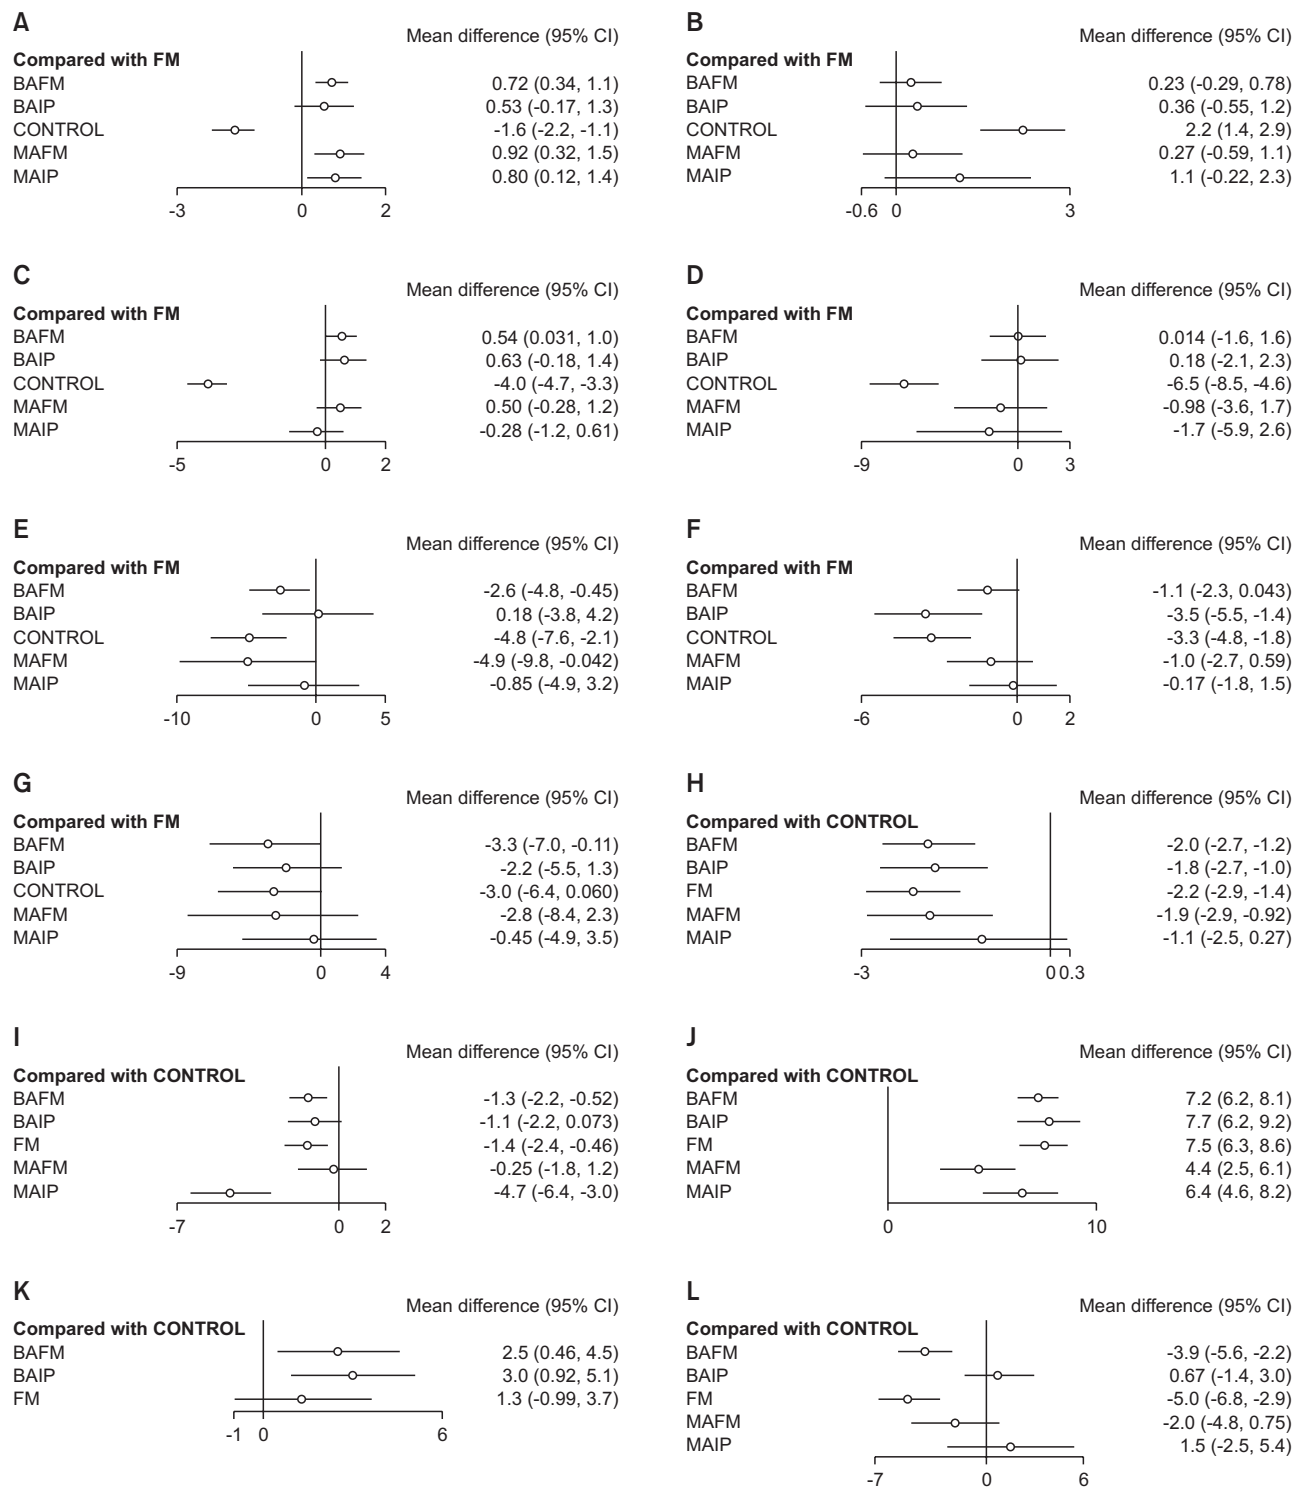 A
Mean difference (95% CI)
Compared with FM
BAFM 0.72 (0.34, 1.1)
BAIP 0.53 (-0.17, 1.3)
CONTROL -1.6 (-2.2, -1.1)
MAFM 0.92 (0.32, 1.5)
MAIP 0.80 (0.12, 1.4)
-3 0 2
B
Mean difference (95% CI)
Compared with FM
BAFM 0.23 (-0.29, 0.78)
BAIP 0.36 (-0.55, 1.2)
CONTROL 2.2 (1.4, 2.9)
MAFM 0.27 (-0.59, 1.1)
MAIP 1.1 (-0.22, 2.3)
-0.6 0 3
C
Mean difference (95% CI)
Compared with FM
BAFM 0.54 (0.031, 1.0)
BAIP 0.63 (-0.18, 1.4)
CONTROL -4.0 (-4.7, -3.3)
MAFM 0.50 (-0.28, 1.2)
MAIP -0.28 (-1.2, 0.61)
-5 0 2
D
Mean difference (95% CI)
Compared with FM
BAFM 0.014 (-1.6, 1.6)
BAIP 0.18 (-2.1, 2.3)
CONTROL -6.5 (-8.5, -4.6)
MAFM -0.98 (-3.6, 1.7)
MAIP -1.7 (-5.9, 2.6)
-9 0 3
E
Mean difference (95% CI)
Compared with FM
BAFM -2.6 (-4.8, -0.45)
BAIP 0.18 (-3.8, 4.2)
CONTROL -4.8 (-7.6, -2.1)
MAFM -4.9 (-9.8, -0.042)
MAIP -0.85 (-4.9, 3.2)
-10 0 5
F
Mean difference (95% CI)
Compared with FM
BAFM -1.1 (-2.3, 0.043)
BAIP -3.5 (-5.5, -1.4)
CONTROL -3.3 (-4.8, -1.8)
MAFM -1.0 (-2.7, 0.59)
MAIP -0.17 (-1.8, 1.5)
-6 0 2
G
Mean difference (95% CI)
Compared with FM
BAFM -3.3 (-7.0, -0.11)
BAIP -2.2 (-5.5, 1.3)
CONTROL -3.0 (-6.4, 0.060)
MAFM -2.8 (-8.4, 2.3)
MAIP -0.45 (-4.9, 3.5)
-9 0 4
H
Mean difference (95% CI)
Compared with CONTROL
BAFM -2.0 (-2.7, -1.2)
BAIP -1.8 (-2.7, -1.0)
FM -2.2 (-2.9, -1.4)
MAFM -1.9 (-2.9, -0.92)
MAIP -1.1 (-2.5, 0.27)
-3 0 0.3
I
Mean difference (95% CI)
Compared with CONTROL
BAFM -1.3 (-2.2, -0.52)
BAIP -1.1 (-2.2, 0.073)
FM -1.4 (-2.4, -0.46)
MAFM -0.25 (-1.8, 1.2)
MAIP -4.7 (-6.4, -3.0)
-7 0 2
J
Mean difference (95% CI)
Compared with CONTROL
BAFM 7.2 (6.2, 8.1)
BAIP 7.7 (6.2, 9.2)
FM 7.5 (6.3, 8.6)
MAFM 4.4 (2.5, 6.1)
MAIP 6.4 (4.6, 8.2)
0 10
K
Mean difference (95% CI)
Compared with CONTROL
BAFM 2.5 (0.46, 4.5)
BAIP 3.0 (0.92, 5.1)
FM 1.3 (-0.99, 3.7)
-1 0 6
L
Mean difference (95% CI)
Compared with CONTROL
BAFM -3.9 (-5.6, -2.2)
BAIP 0.67 (-1.4, 3.0)
FM -5.0 (-6.8, -2.9)
MAFM -2.0 (-4.8, 0.75)
MAIP 1.5 (-2.5, 5.4)
-7 0 6